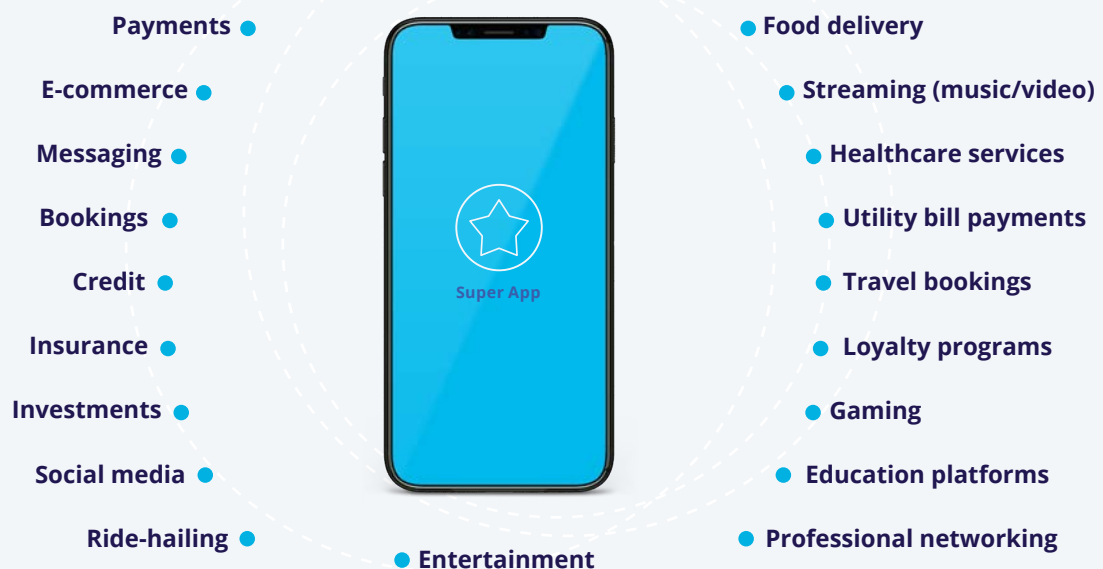 Payments
E-commerce
Messaging
Bookings
Credit
Insurance
Investments
Social media
Ride-hailing
Super App
Entertainment
Food delivery
Streaming (music/video)
Healthcare services
Utility bill payments
Travel bookings
Loyalty programs
Gaming
Education platforms
Professional networking